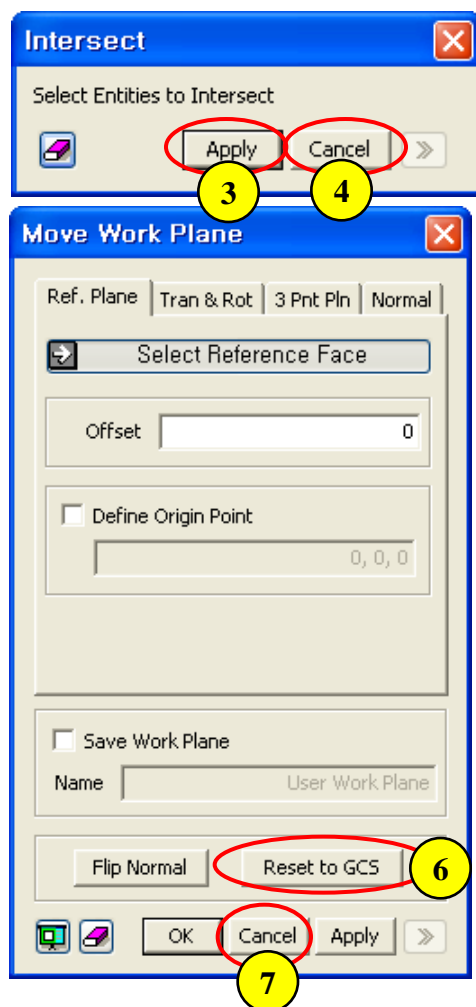 Intersect
Select Entities to Intersect
Apply Cancel
3 4
Move Work Plane
Ref. Plane Tran & Rot 3 Pnt Pln Normal
Select Reference Face
Offset 0
Define Origin Point
0, 0, 0
Save Work Plane
Name User Work Plane
Flip Normal Reset to GCS 6
OK Cancel Apply
7